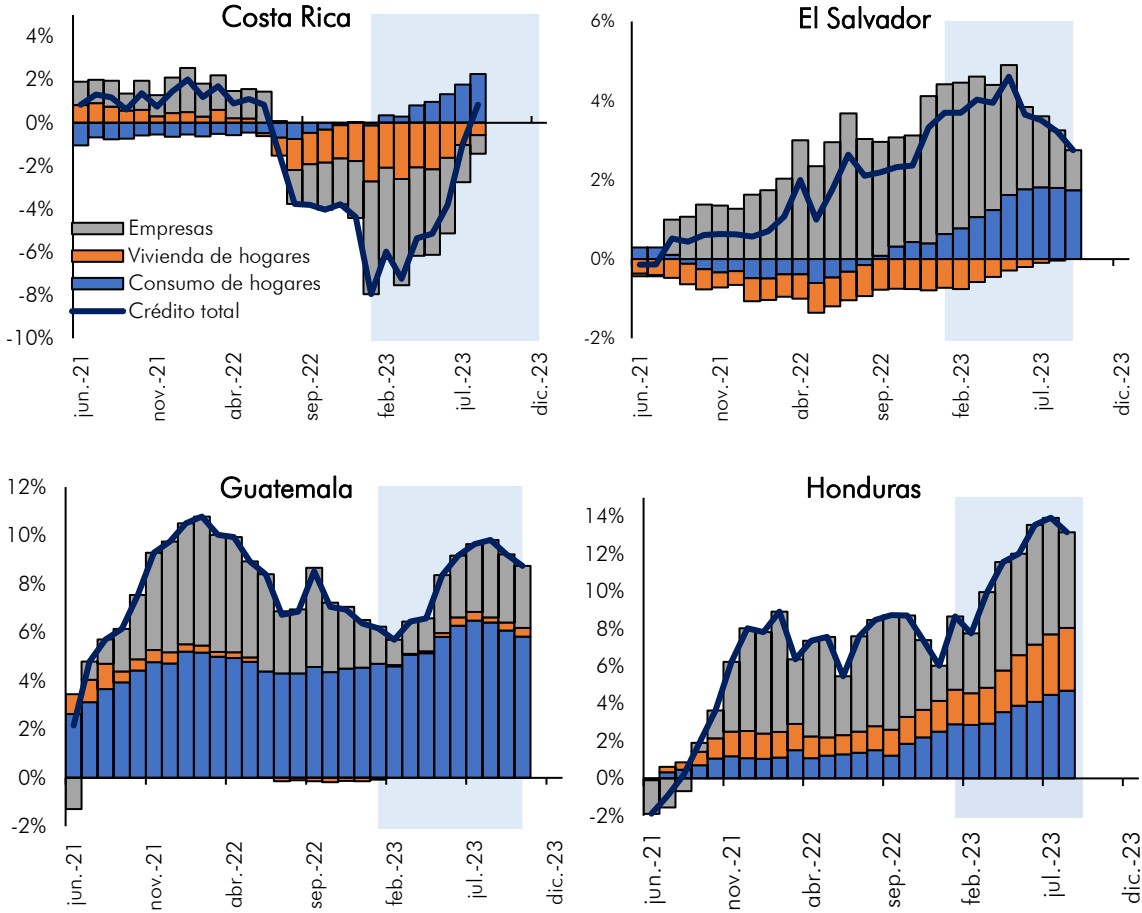 Costa Rica
4%
2%
0%
-2%
-4%
-6%
-8%
-10%
Empresas
Vivienda de hogares
Consumo de hogares
Crédito total
jun.-21
nov.-21
abr.-22
sep.-22
feb.-23
jul.-23
dic.-23
El Salvador
6%
4%
2%
0%
-2%
jun.-21
nov.-21
abr.-22
sep.-22
feb.-23
jul.-23
dic.-23
Guatemala
12%
10%
8%
6%
4%
2%
0%
-2%
jun.-21
nov.-21
abr.-22
sep.-22
feb.-23
jul.-23
dic.-23
Honduras
14%
12%
10%
8%
6%
4%
2%
0%
-2%
jun.-21
nov.-21
abr.-22
sep.-22
feb.-23
jul.-23
dic.-23